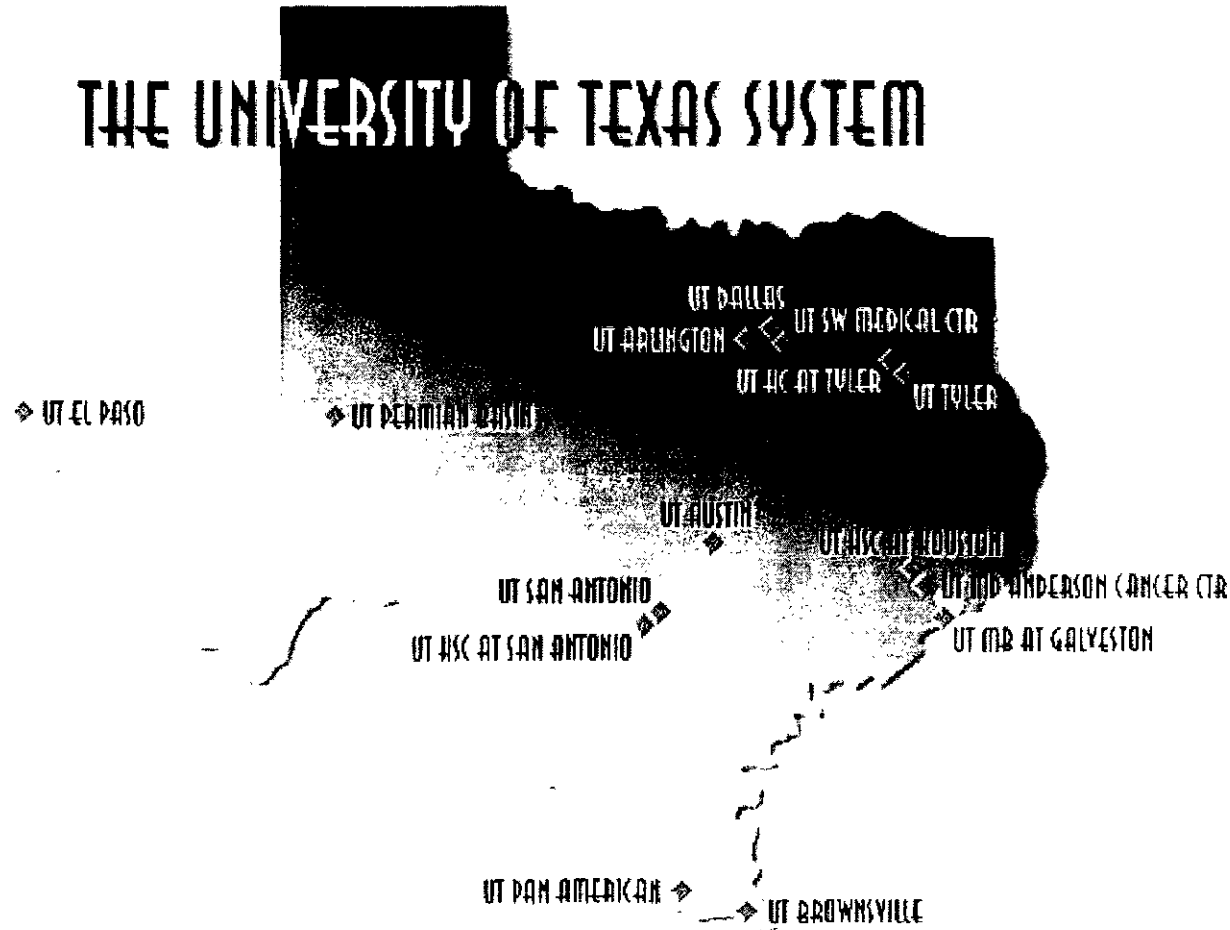 THE UNIVERSITY OF TEXAS SYSTEM
UT DALLAS
UT SW MEDICAL CTR
UT ARLINGTON
UT HC AT TYLER
UT TYLER
UT EL PASO
UT PERMIAN BASIN
UT AUSTIN
UT HSC AT HOUSTON
UT SAN ANTONIO
UT MD ANDERSON CANCER CTR
UT HSC AT SAN ANTONIO
UT MB AT GALVESTON
UT PAN AMERICAN
UT BROWNSVILLE